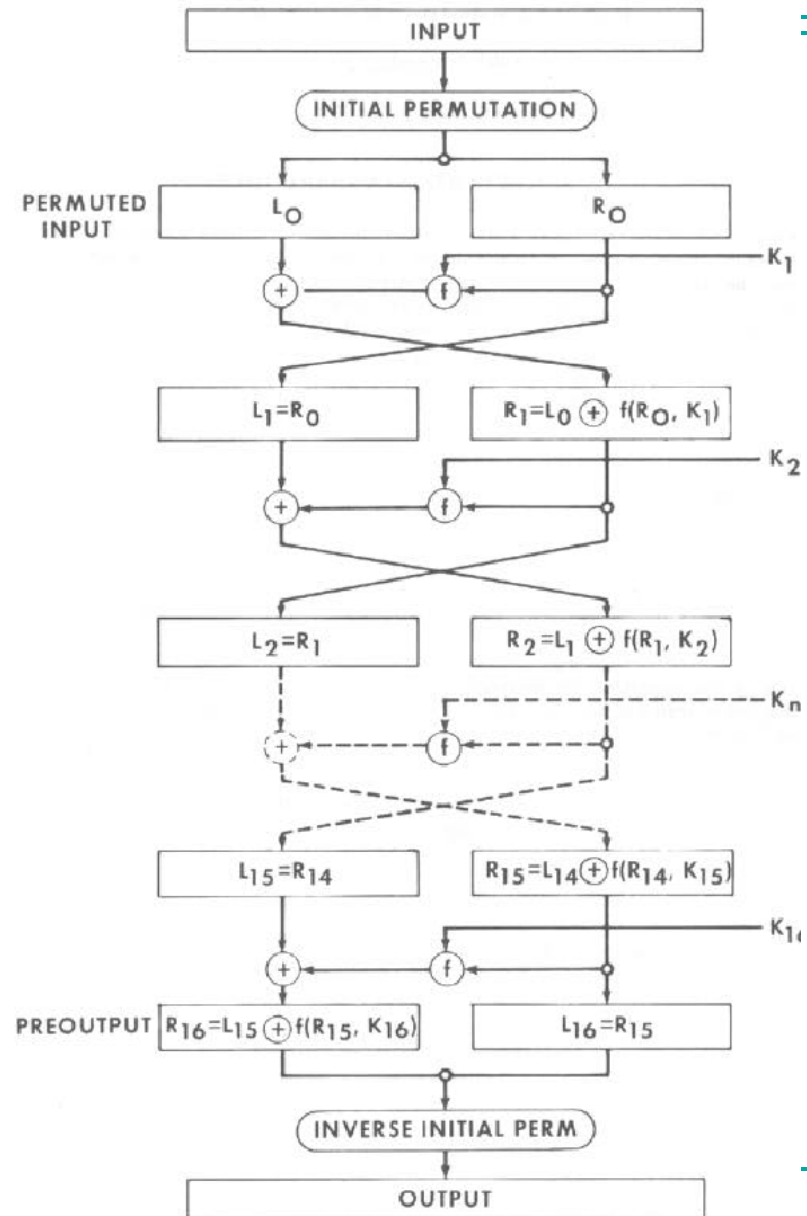 INPUT
INITIAL PERMUTATION
PERMUTED
INPUT
L₀
R₀
K₁
+
f
L₁=R₀
R₁=L₀ ⊕ f(R₀, K₁)
K₂
+
f
L₂=R₁
R₂=L₁ ⊕ f(R₁, K₂)
Kₙ
+
f
L₁₅=R₁₄
R₁₅=L₁₄⊕f(R₁₄, K₁₅)
K₁₆
+
f
PREOUTPUT
R₁₆=L₁₅⊕f(R₁₅, K₁₆)
L₁₆=R₁₅
INVERSE INITIAL PERM
OUTPUT